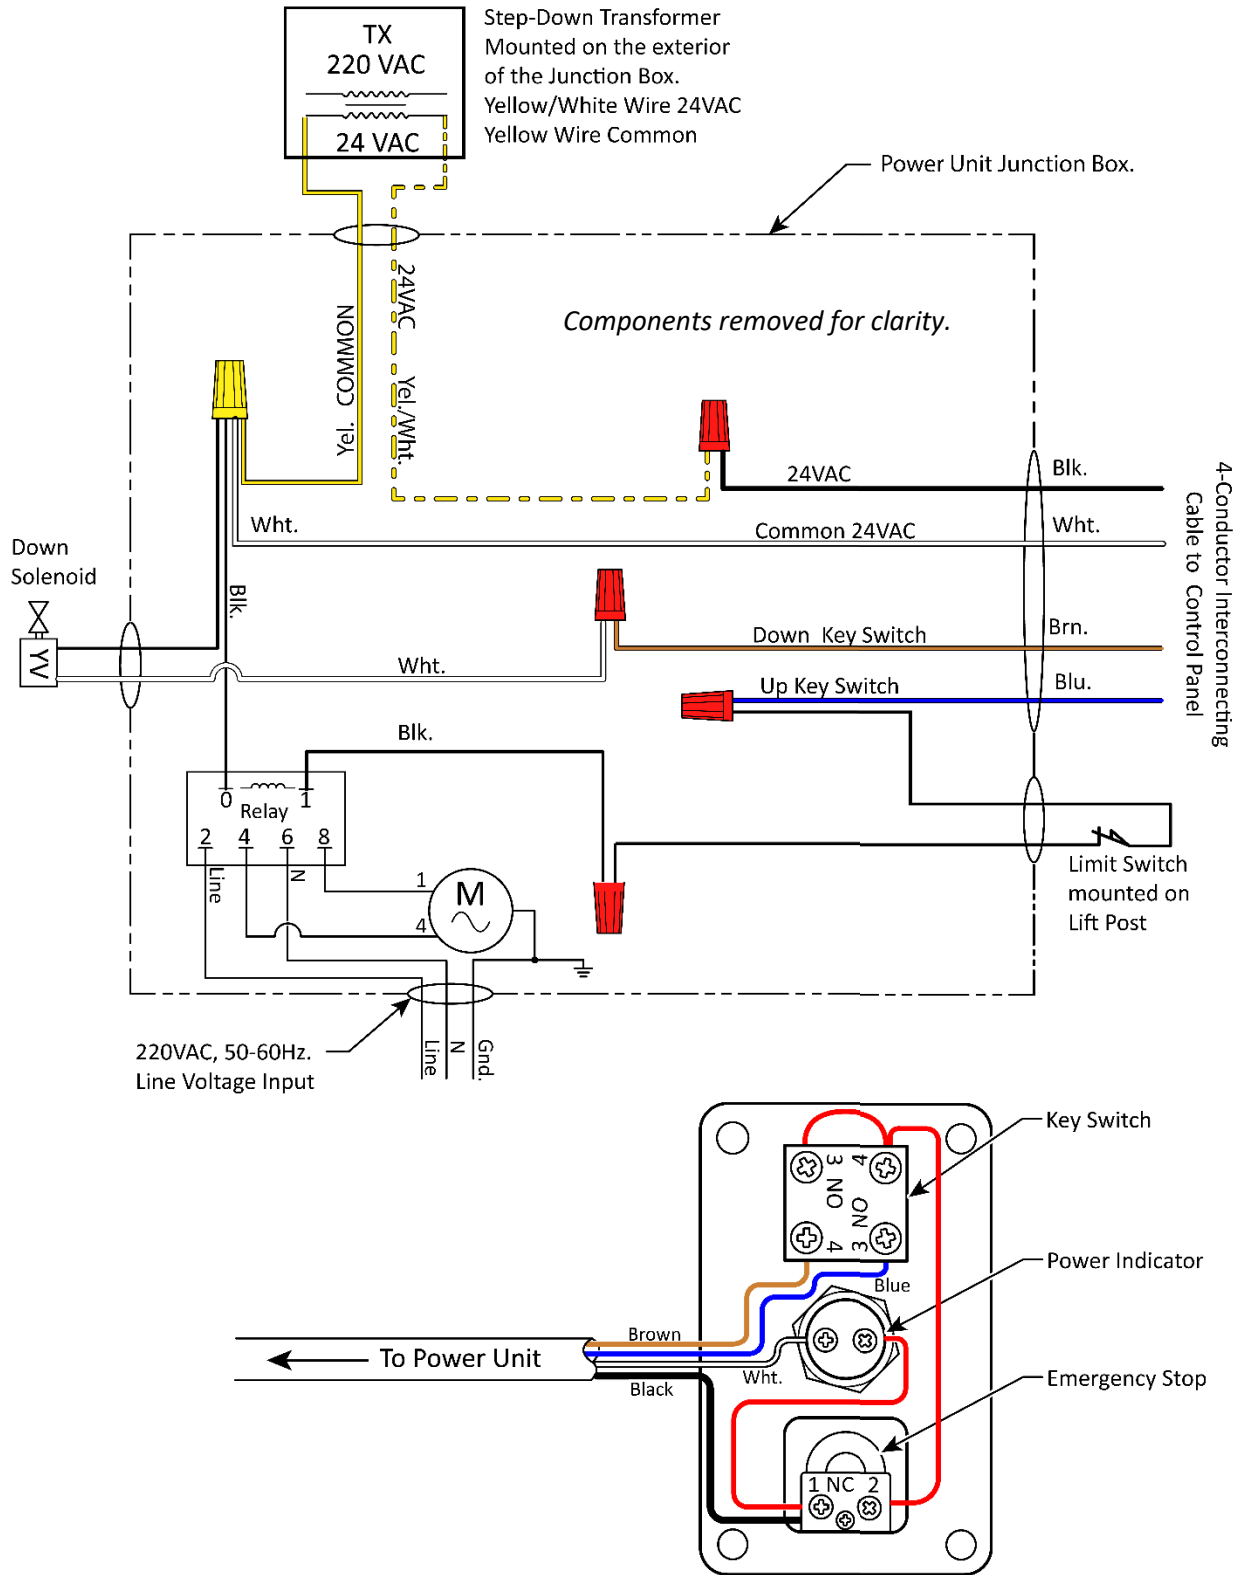 TX
220 VAC
24 VAC
Step-Down Transformer
Mounted on the exterior
of the Junction Box.
Yellow/White Wire 24VAC
Yellow Wire Common
Power Unit Junction Box.
Components removed for clarity.
Yel. COMMON
24VAC Yel./Wht.
24VAC
Blk.
Wht.
Common 24VAC
Wht.
4-Conductor Interconnecting
Cable to Control Panel
Down
Solenoid
YV
Blk.
Down Key Switch
Brn.
Wht.
Up Key Switch
Blu.
Blk.
0
1
Relay
2 4 6 8
Line
N
1
4
M
Limit Switch
mounted on
Lift Post
220VAC, 50-60Hz.
Line Voltage Input
Line
N
Gnd.
Key Switch
3
4
NO
NO
4
3
Blue
Power Indicator
Brown
To Power Unit
Wht.
Black
Emergency Stop
1 NC 2